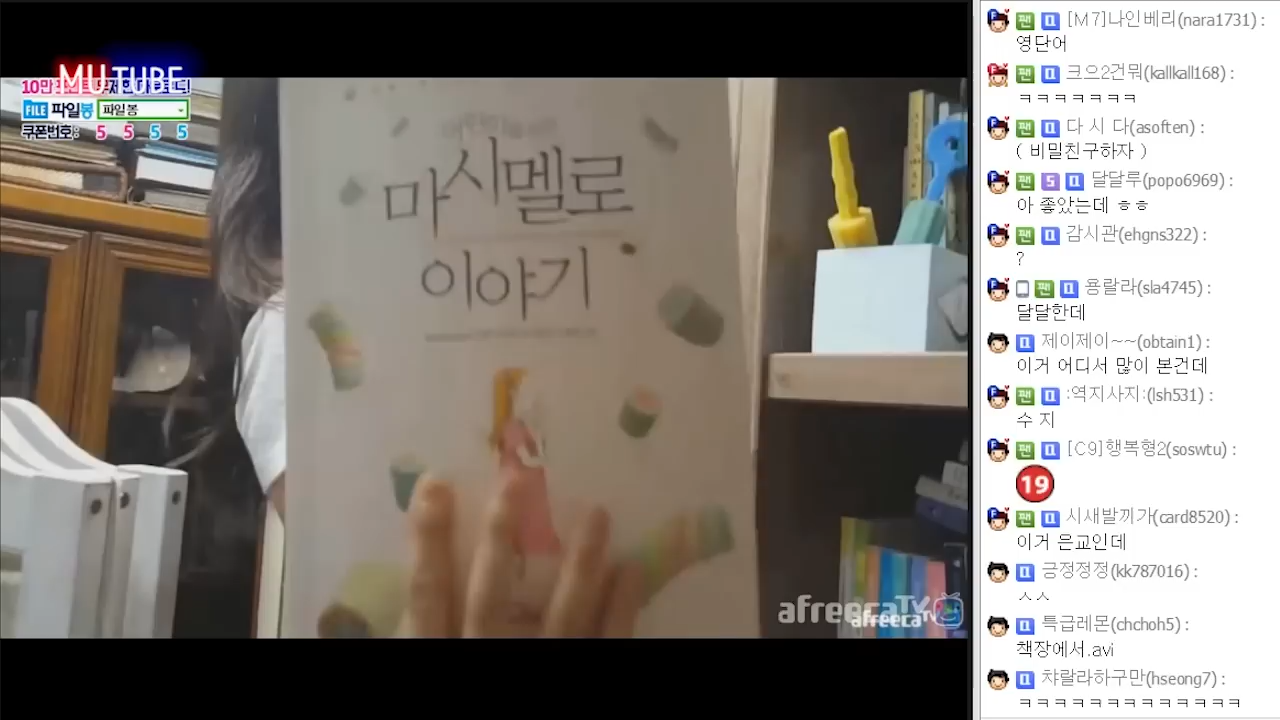 MUTUBE
FILE 파일봉 파일봉
쿠폰번호: 5 5 5 5
마시멜로
이야기
afreecaTV
afreecaTV
[M7]나인베리(nara1731) :
영단어
크으2건뭐(kallkall168) :
ㅋㅋㅋㅋㅋㅋㅋ
다 시 다(asoften) :
( 비밀친구하자 )
달달루(popo6969) :
아 좋았는데 ㅎㅎ
감시관(ehgns322) :
?
용랄라(sla4745) :
달달한데
제이제이~~(obtain1) :
이거 어디서 많이 본건데
:역지사지:(lsh531) :
수 지
[C9]행복형2(soswtu) :
19
시새발끼가(card8520) :
이거 은교인데
긍정정정(kk787016) :
ㅅㅅ
특급레몬(chchoh5) :
책장에서.avi
챠랄라하구만(hseong7) :
ㅋㅋㅋㅋㅋㅋㅋㅋㅋㅋㅋㅋㅋ